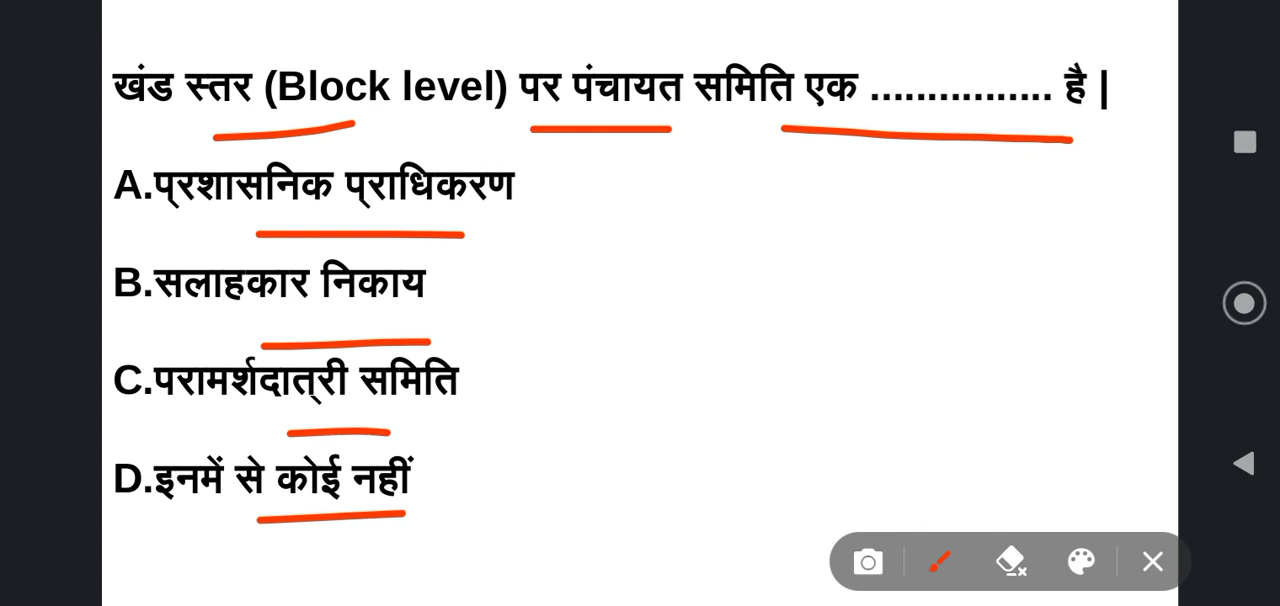 खंड स्तर (Block level) पर पंचायत समिति एक ................ है |
A.प्रशासनिक प्राधिकरण
B.सलाहकार निकाय
C.परामर्शदात्री समिति
D.इनमें से कोई नहीं